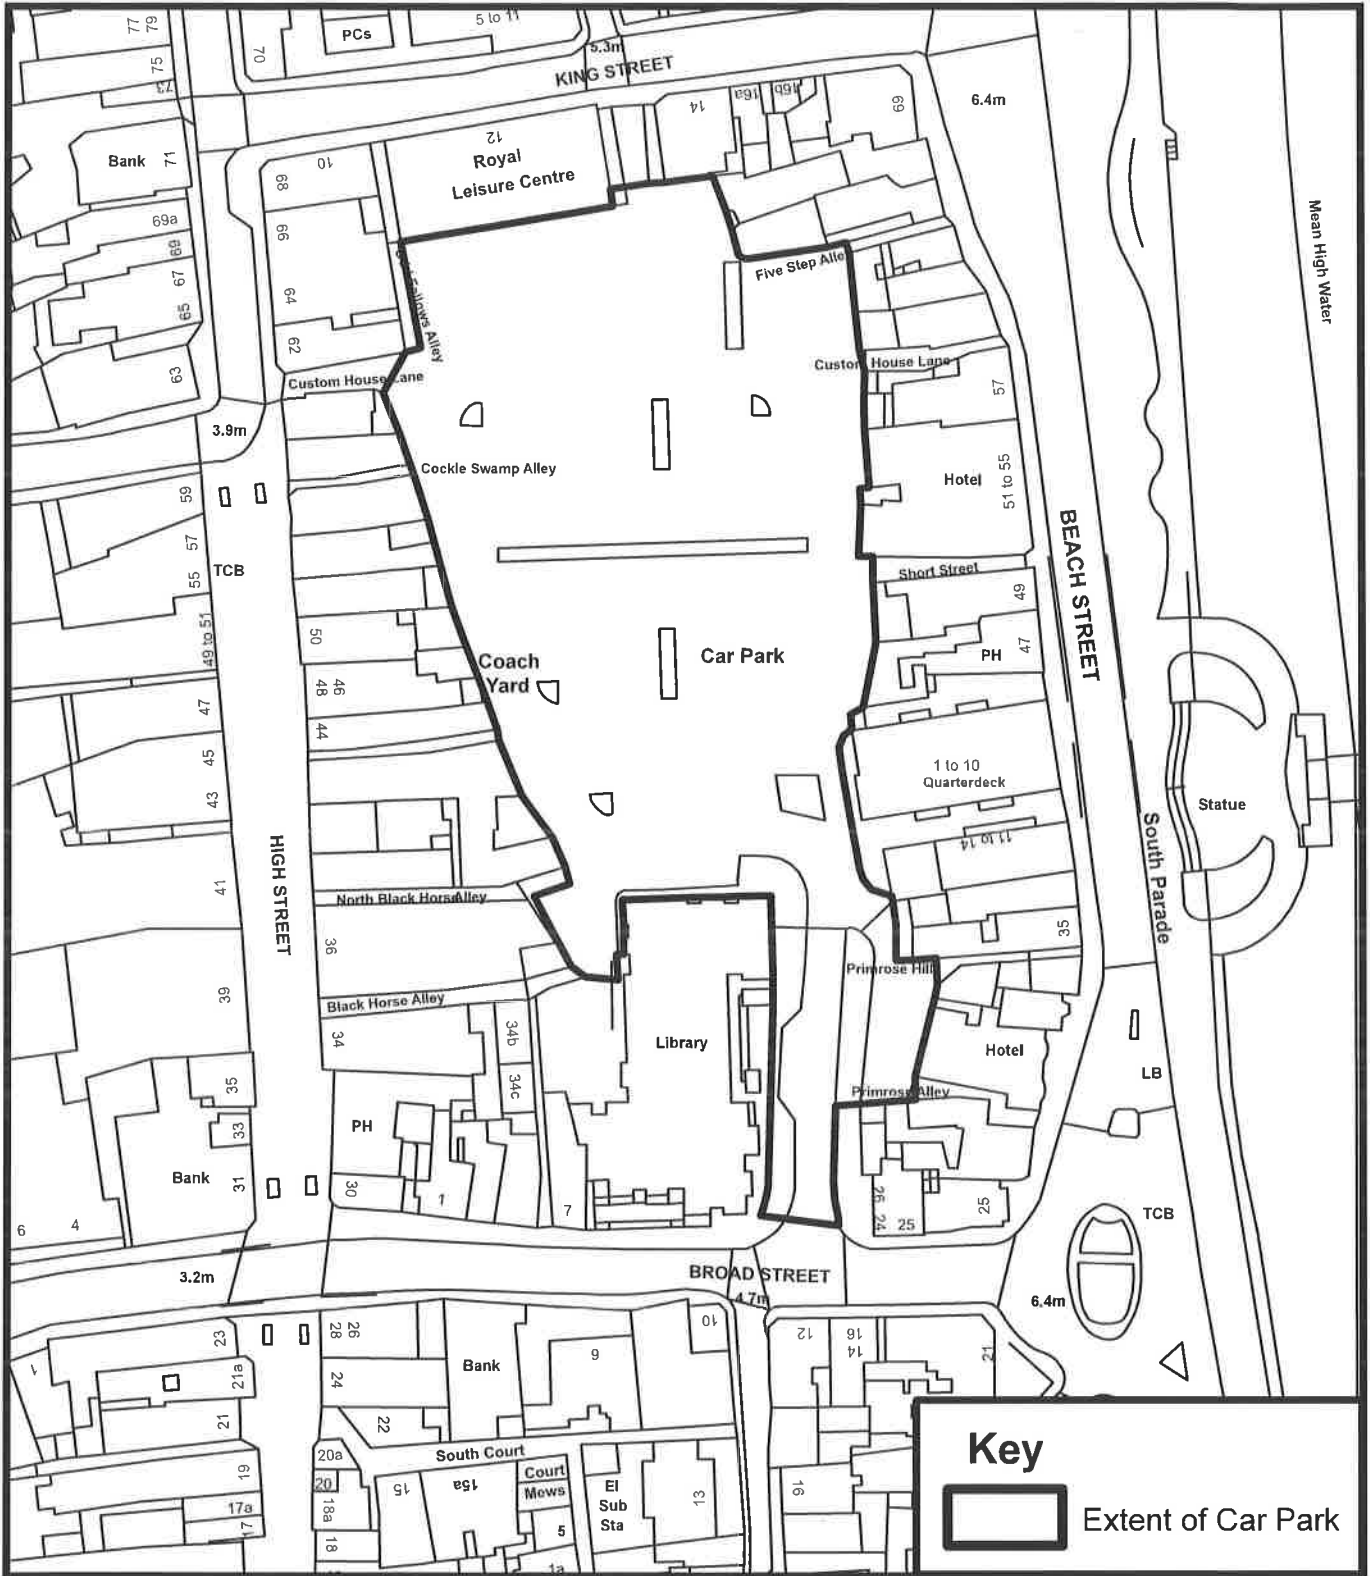 77
79
75
73
70
PCs
5 to 11
5.3m
KING STREET
6.4m
Bank
71
10
68
12
Royal
Leisure Centre
14
16a
16b
69
69a
69
67
65
63
66
64
62
Five Step Alle
Mean High Water
Custom House Lane
Custom House Lane
57
3.9m
Cockle Swamp Alley
Hotel
51 to 55
59
57
55
TCB
49 to 51
50
BEACH STREET
Short Street
49
47
PH
Coach
Yard
Car Park
48
46
44
47
45
43
1 to 10
Quarterdeck
Statue
11 to 14
South Parade
HIGH STREET
41
North Black Horse Alley
36
35
39
Black Horse Alley
Primrose Hill
34
34b
34c
Library
Hotel
LB
Primrose Alley
35
33
31
Bank
PH
30
1
7
26
24
25
25
TCB
6
4
3.2m
BROAD STREET
4.7m
6.4m
1
23
21a
21
28
26
24
22
Bank
9
10
12
16
14
21
20a
20
18a
18
South Court
15
15a
Court
Mews
5
1a
El
Sub
Sta
13
16
19
17a
17
Key
Extent of Car Park